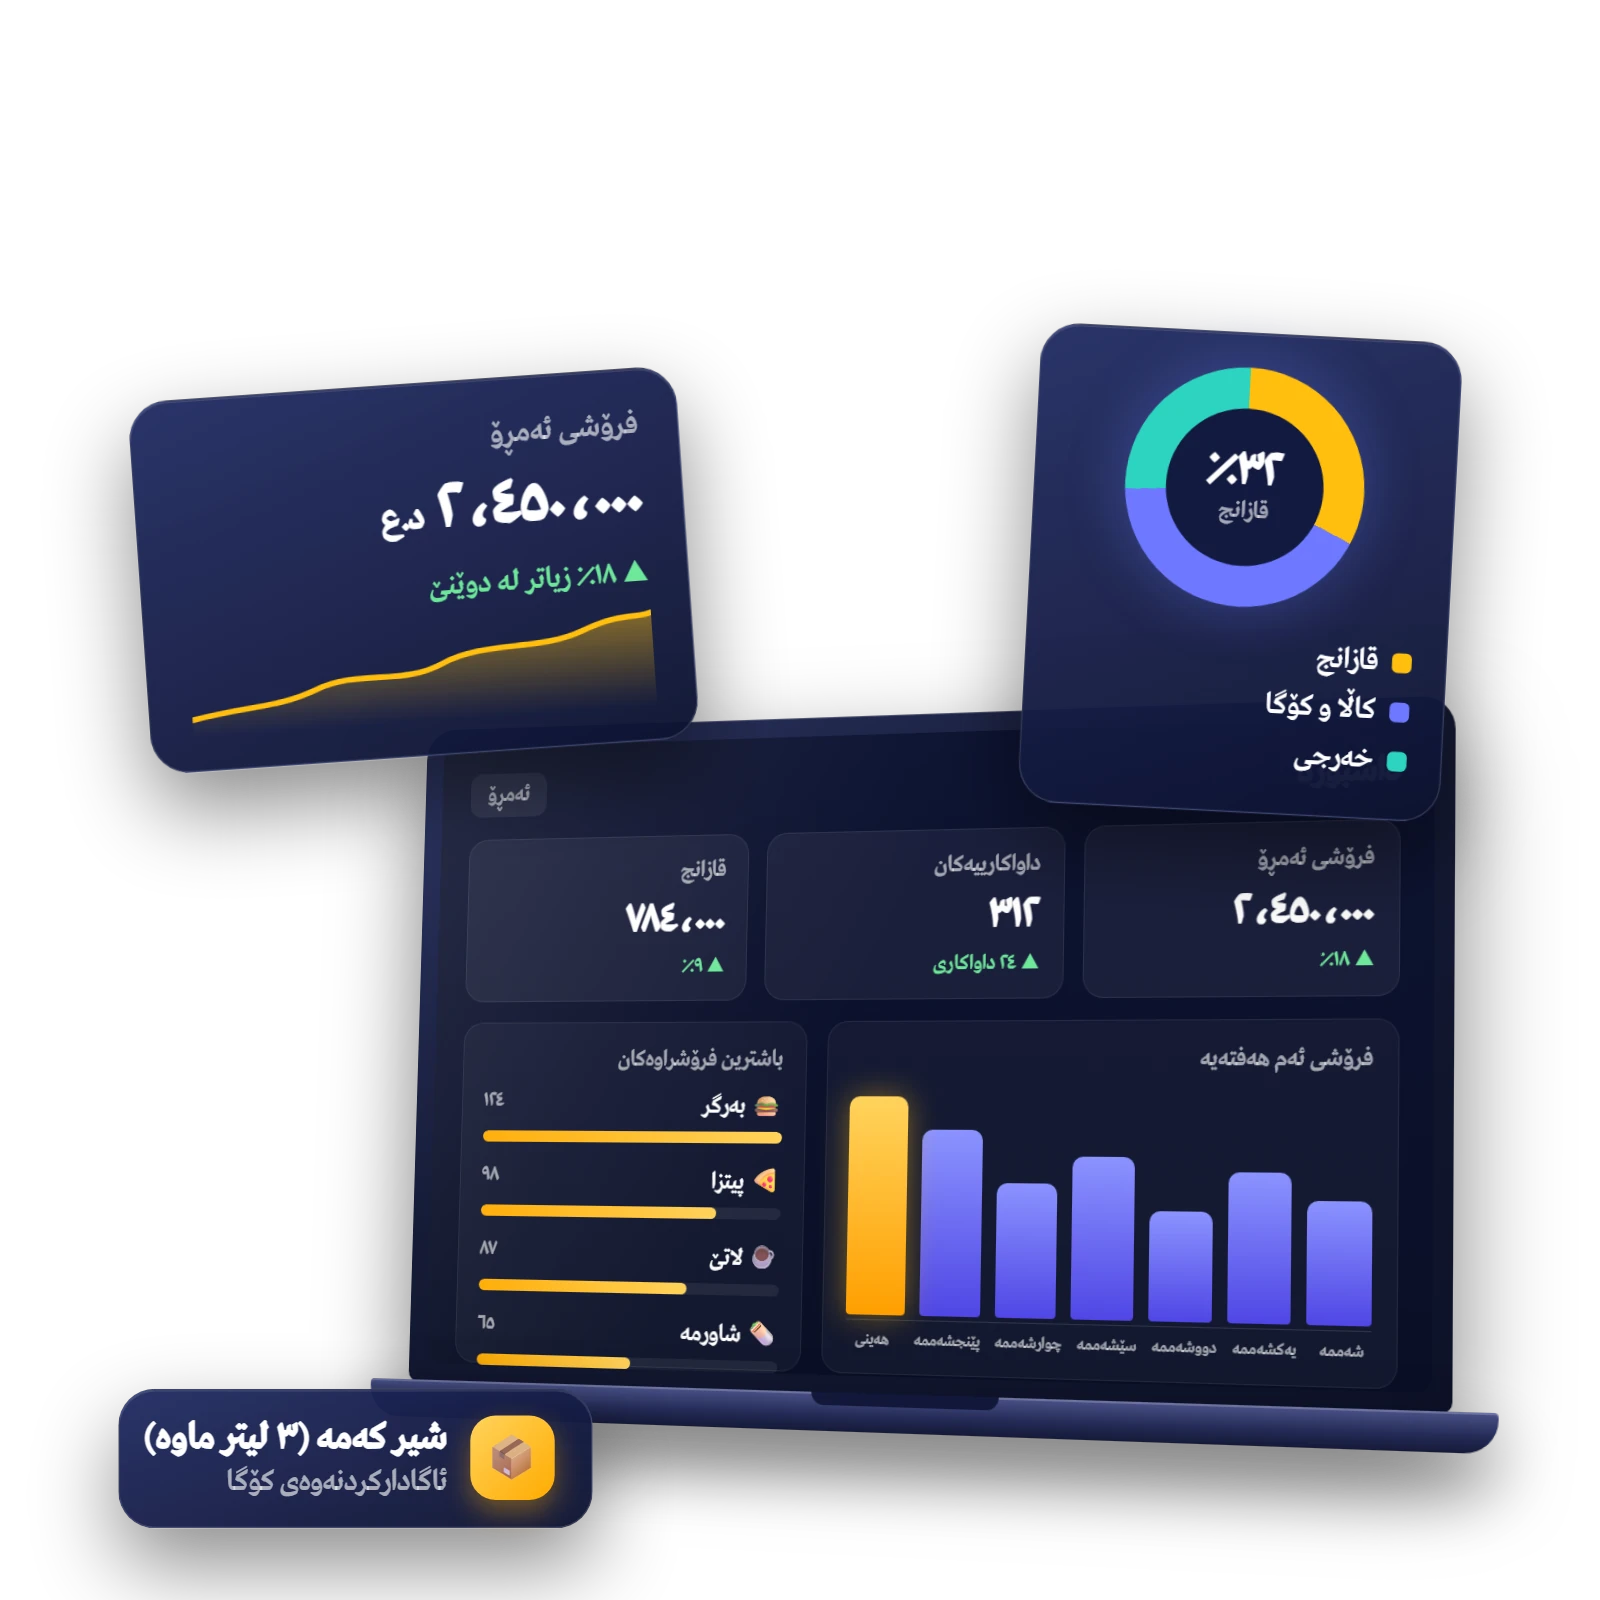 فرۆشی ئەمڕۆ
٢،٤٥٠،٠٠٠ د.ع
▲ ١٨٪ زیاتر لە دوێنێ
٣٢٪
قازانج
قازانج
کاڵا و کۆگا
خەرجی
ئەمڕۆ
فرۆشی ئەمڕۆ
٢،٤٥٠،٠٠٠
▲ ١٨٪
داواکارییەکان
٣١٢
▲ ٢٤ داواکاری
قازانج
٧٨٤،٠٠٠
▲ ٩٪
فرۆشی ئەم هەفتەیە
شەممە یەکشەممە دووشەممە سێشەممە چوارشەممە پێنجشەممە هەینی
باشترین فرۆشراوەکان
بەرگر ١٢٤
پیتزا ٩٨
لاتێ ٨٧
شاورمە ٦٥
شیر کەمە (٣ لیتر ماوە)
ئاگادارکردنەوەی کۆگا